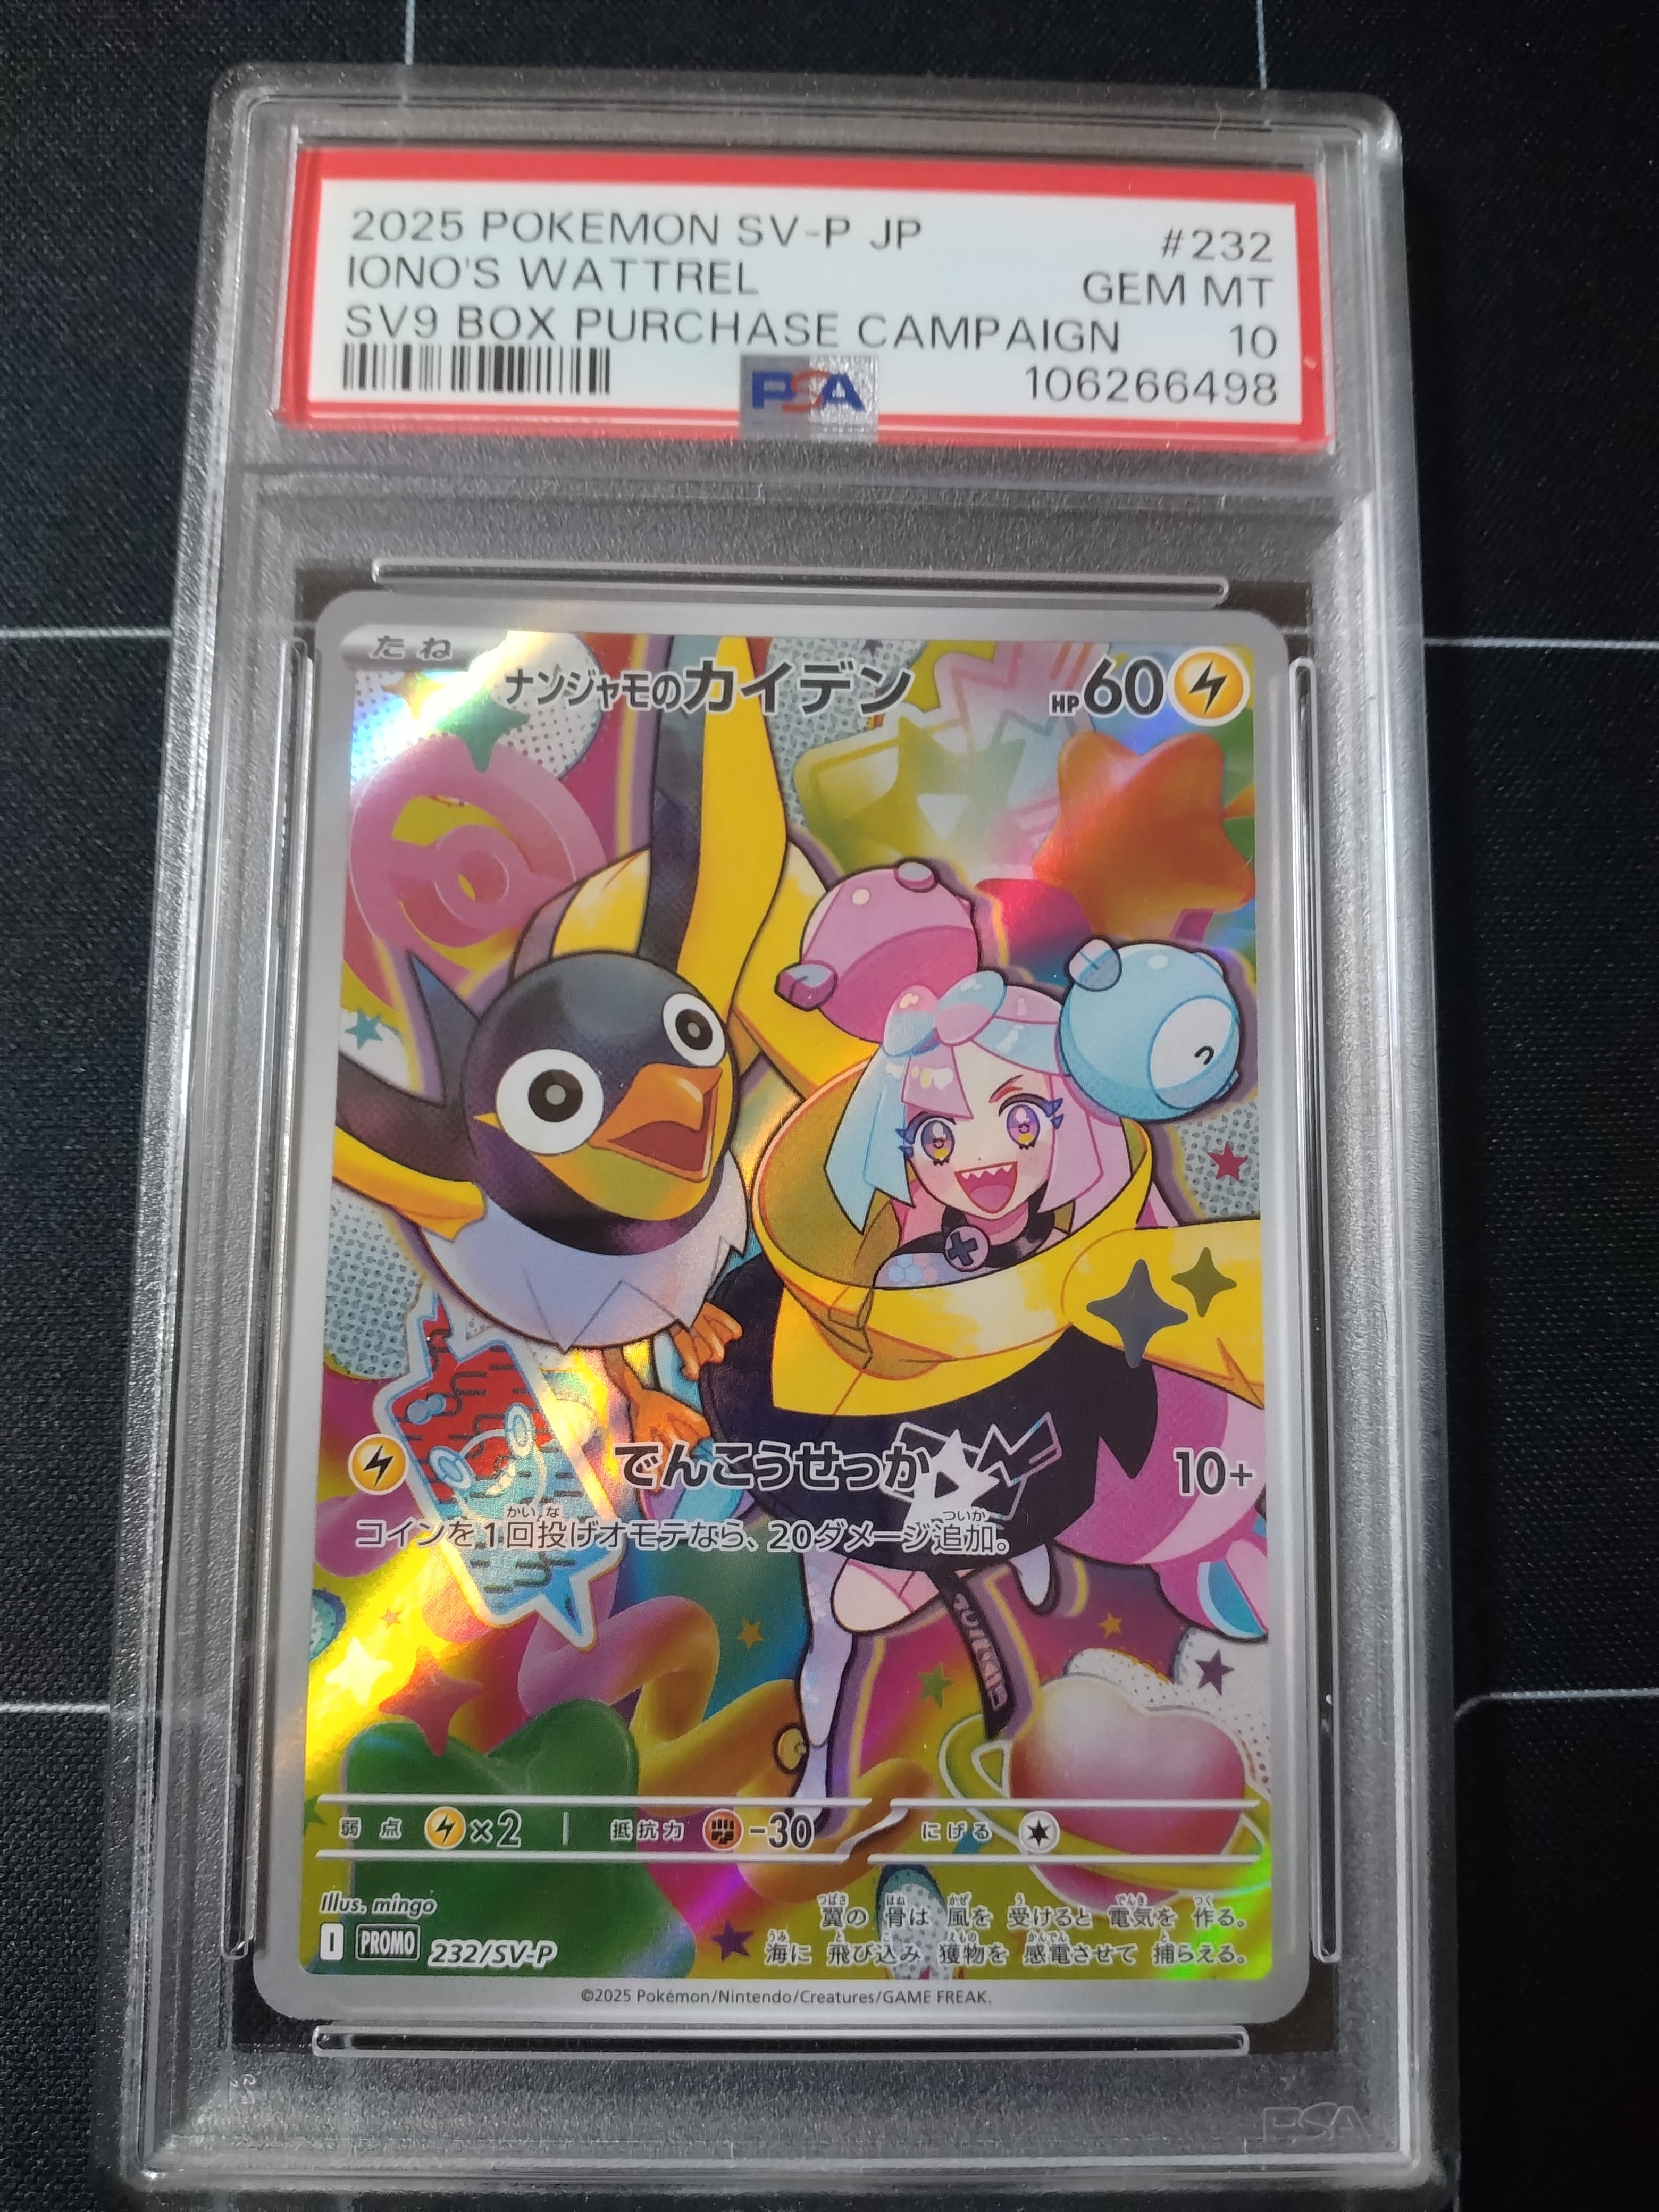 2025 POKEMON SV-P JP #232
IONO'S WATTREL GEM MT
SV9 BOX PURCHASE CAMPAIGN 10
PSA 106266498
たね ナンジャモのカイデン HP60
でんこうせっか 10+
コインを1回投げオモテなら、20ダメージ追加。
弱点 ×2 抵抗力 -30 にげる
Illus. mingo
翼の骨は風を受けると電気を作る。
海に飛び込み獲物を感電させて捕らえる。
I PROMO 232/SV-P
©2025 Pokémon/Nintendo/Creatures/GAME FREAK.
PSA